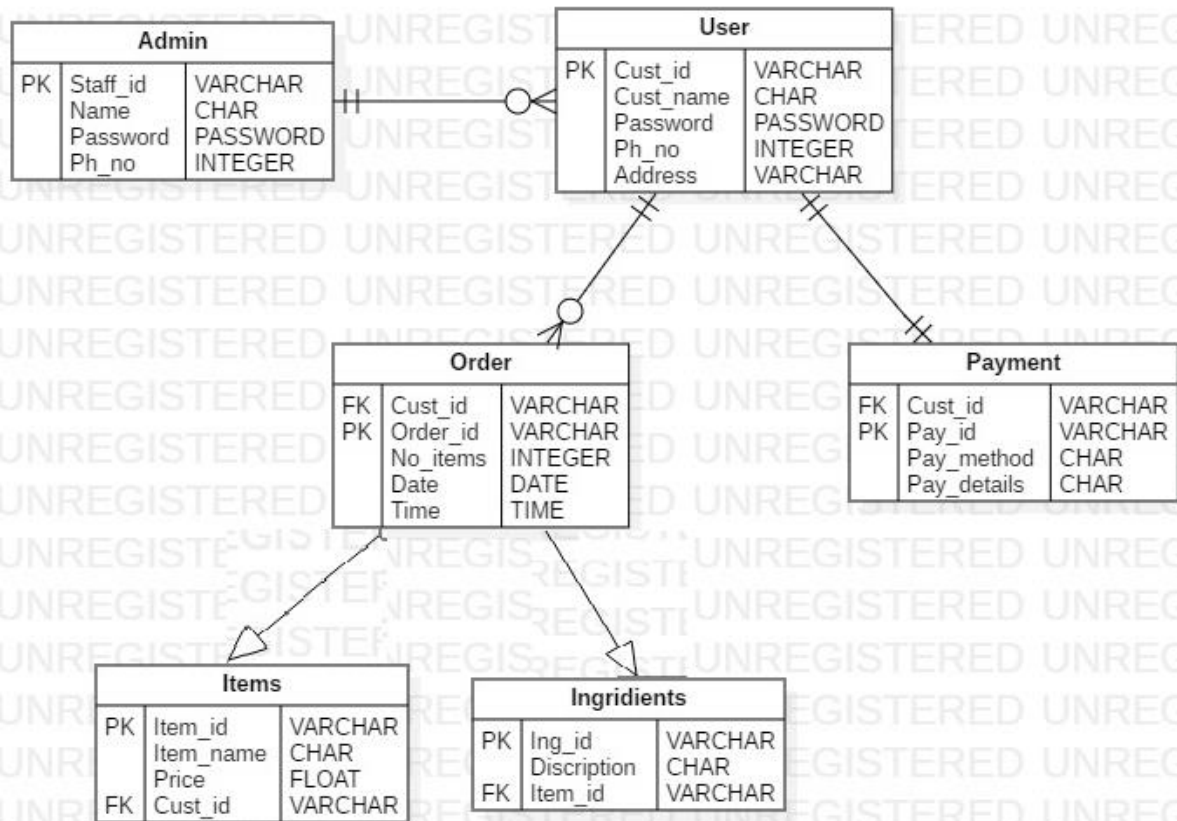 Admin
PK Staff_id VARCHAR
Name CHAR
Password PASSWORD
Ph_no INTEGER
User
PK Cust_id VARCHAR
Cust_name CHAR
Password PASSWORD
Ph_no INTEGER
Address VARCHAR
Order
FK Cust_id VARCHAR
PK Order_id VARCHAR
No_items INTEGER
Date DATE
Time TIME
Payment
FK Cust_id VARCHAR
PK Pay_id VARCHAR
Pay_method CHAR
Pay_details CHAR
Items
PK Item_id VARCHAR
Item_name CHAR
Price FLOAT
FK Cust_id VARCHAR
Ingridients
PK Ing_id VARCHAR
Discription CHAR
FK Item_id VARCHAR
UNREGISTERED